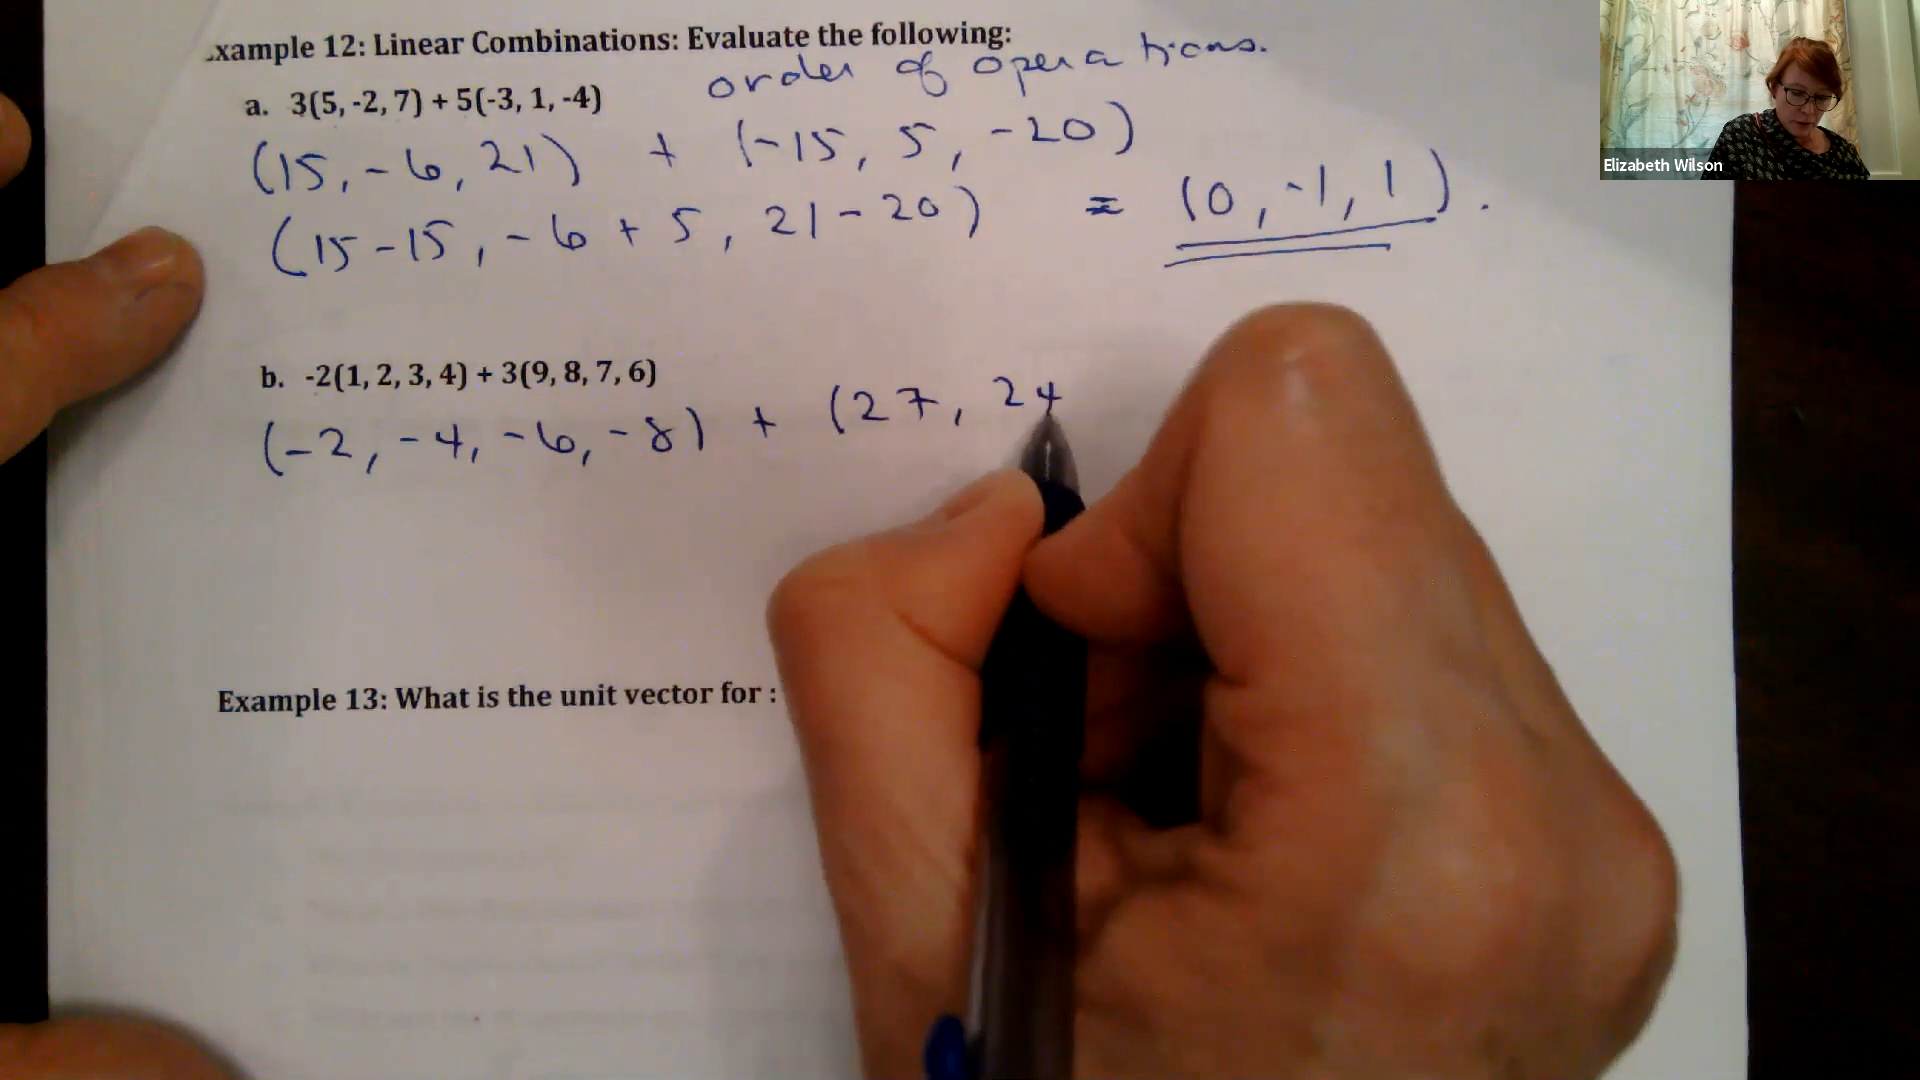 xample 12: Linear Combinations: Evaluate the following:
order of operations.
a. 3(5, -2, 7) + 5(-3, 1, -4)
(15, -6, 21) + (-15, 5, -20)
(15-15, -6+5, 21-20) = (0, -1, 1).
b. -2(1, 2, 3, 4) + 3(9, 8, 7, 6)
(-2, -4, -6, -8) + (27, 24
Example 13: What is the unit vector for :
Elizabeth Wilson